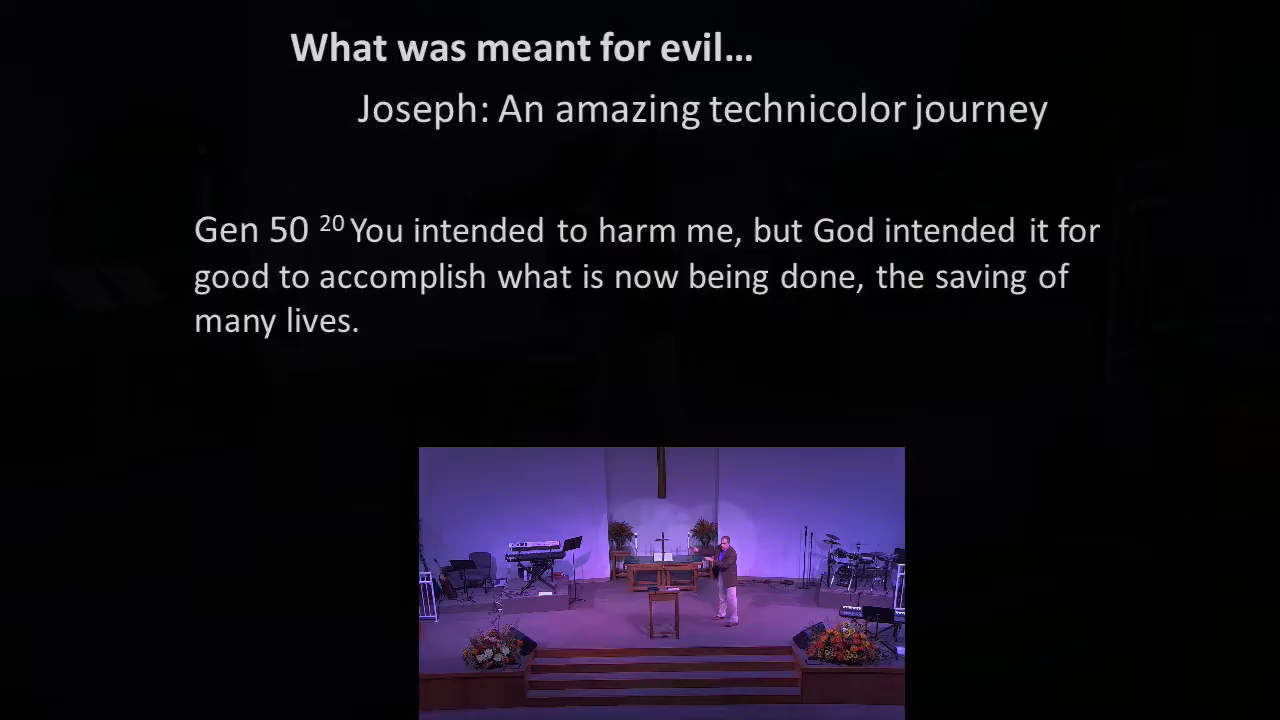 What was meant for evil…
Joseph: An amazing technicolor journey
Gen 50 20 You intended to harm me, but God intended it for
good to accomplish what is now being done, the saving of
many lives.